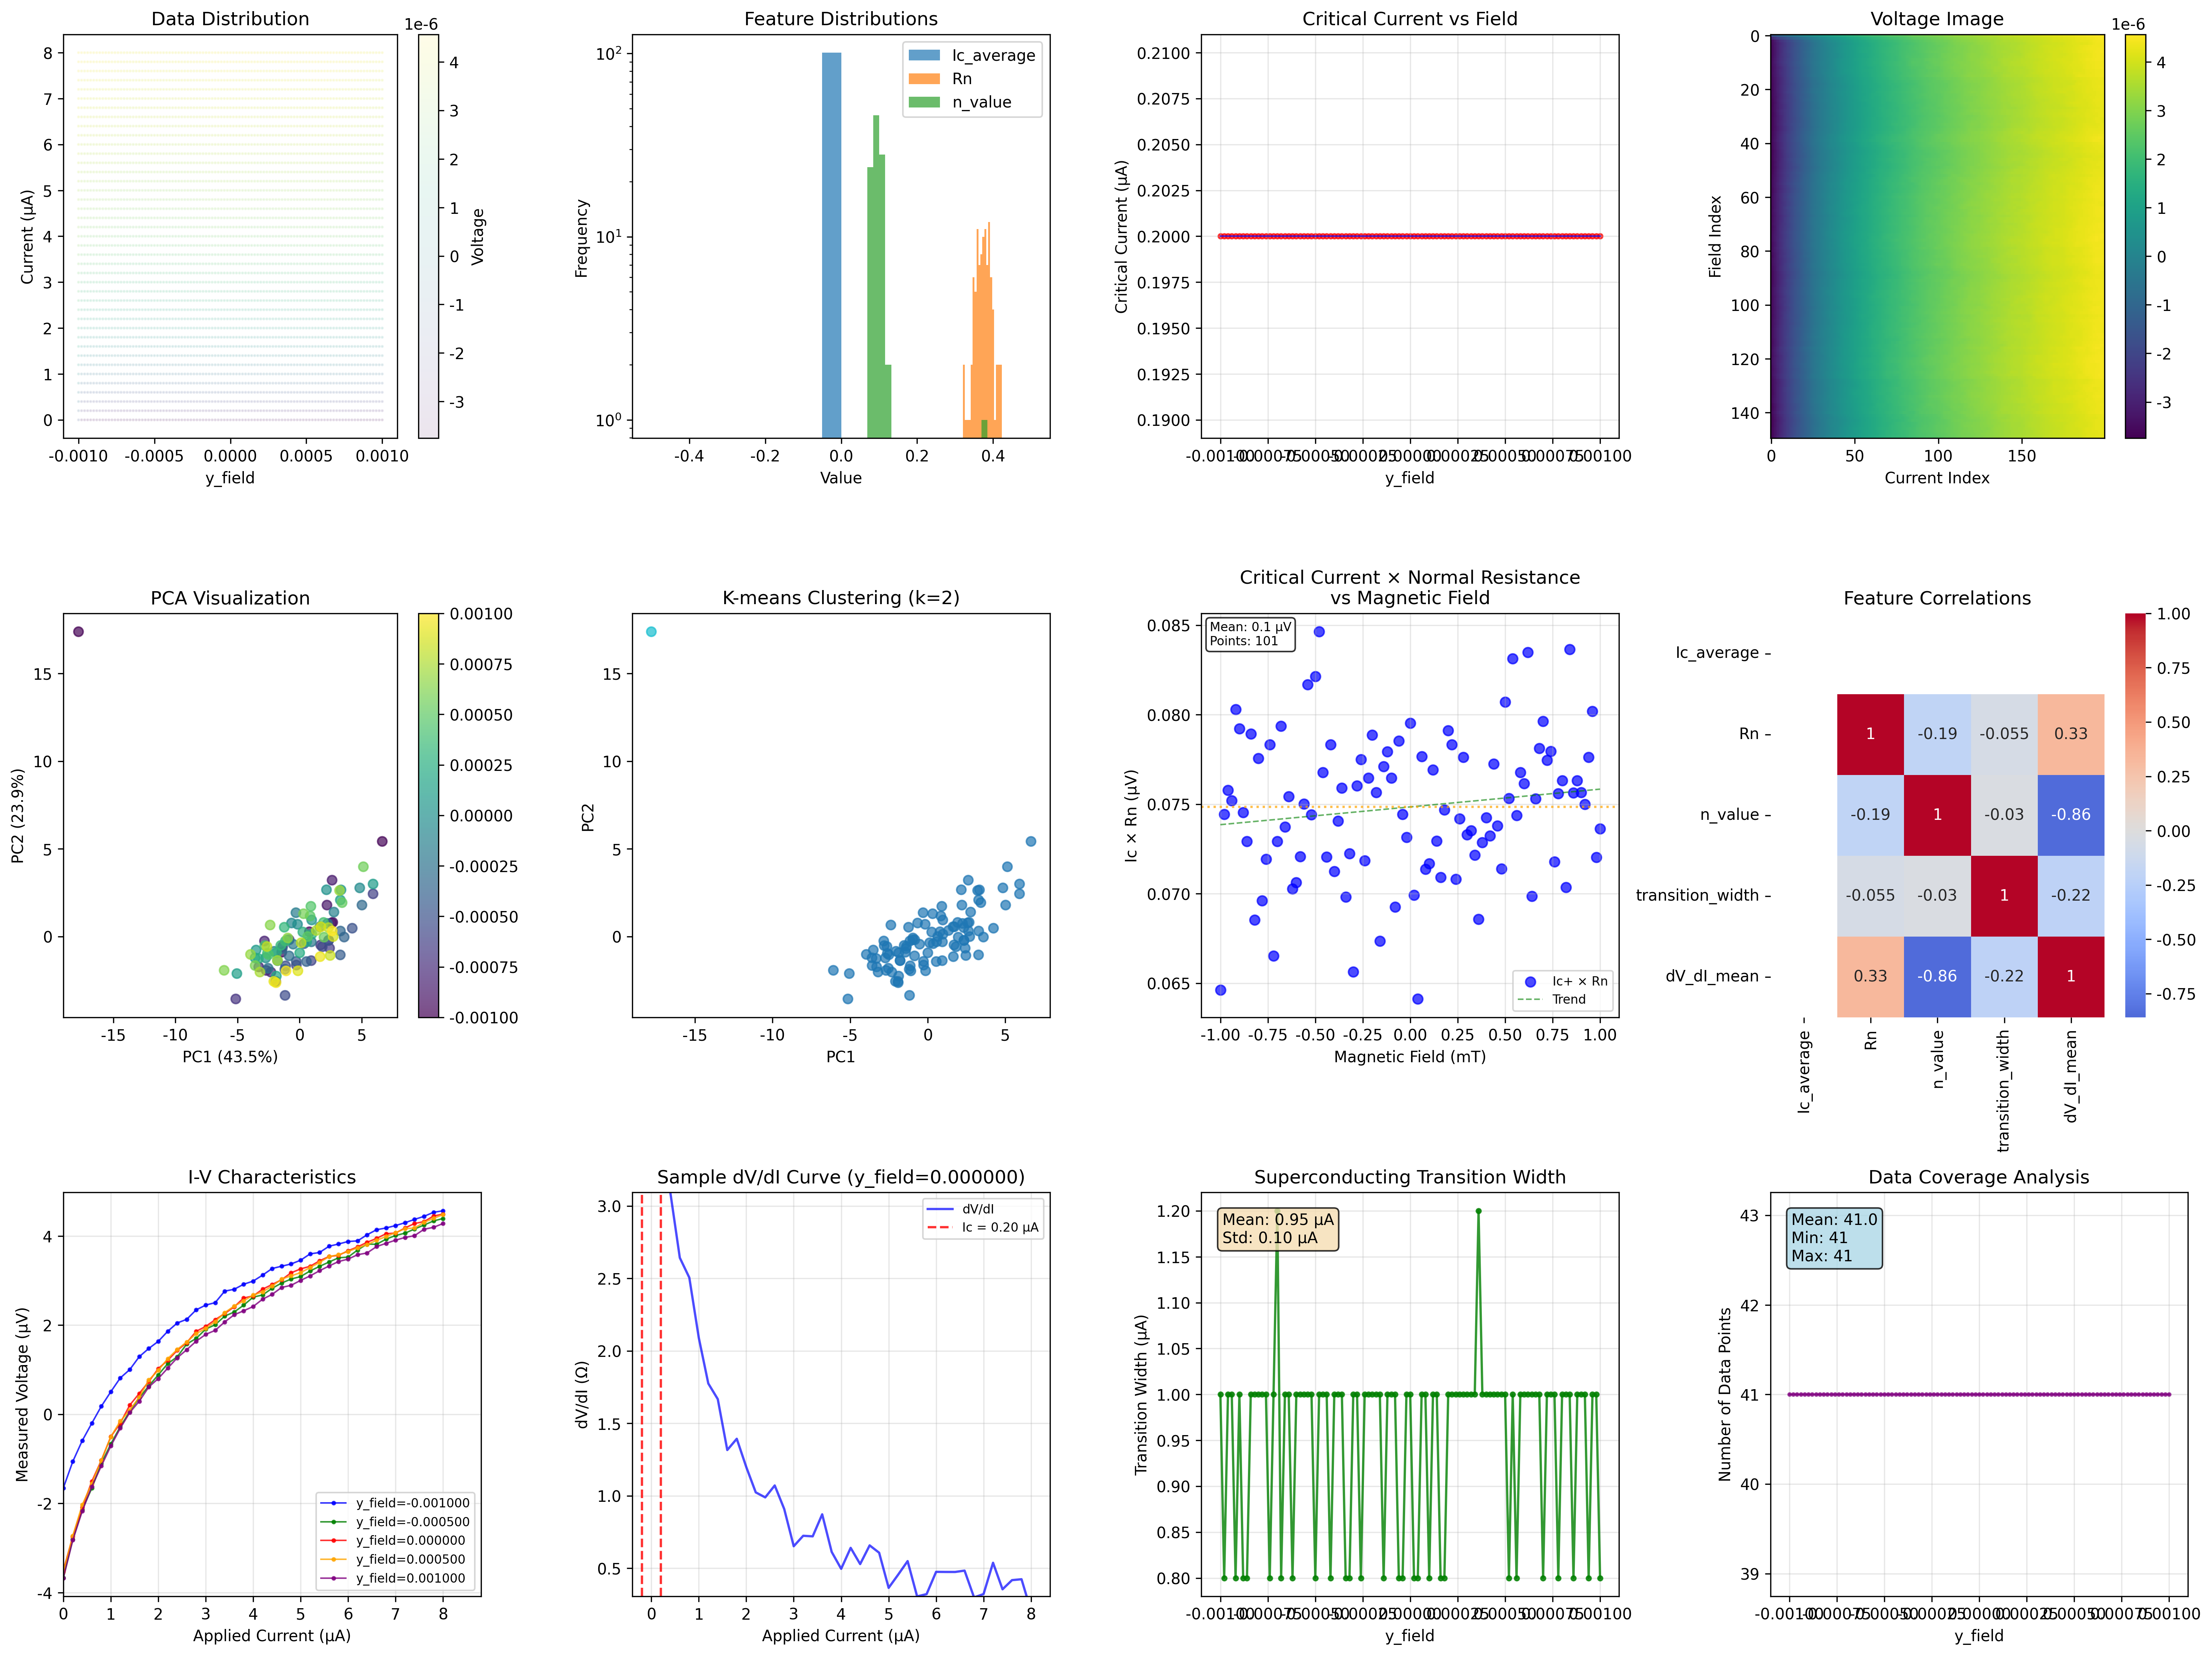 Data Distribution
1e-6
8
7
6
5
4
3
2
1
0
Current (μA)
-0.0010
-0.0005
0.0000
0.0005
0.0010
y_field
4
3
2
1
0
-1
-2
-3
Voltage
Feature Distributions
Ic_average
Rn
n_value
10²
10¹
10⁰
Frequency
-0.4
-0.2
0.0
0.2
0.4
Value
Critical Current vs Field
0.2100
0.2075
0.2050
0.2025
0.2000
0.1975
0.1950
0.1925
0.1900
Critical Current (μA)
y_field
Voltage Image
1e-6
0
20
40
60
80
100
120
140
Field Index
0
50
100
150
Current Index
4
3
2
1
0
-1
-2
-3
PCA Visualization
15
10
5
0
PC2 (23.9%)
-15
-10
-5
0
5
PC1 (43.5%)
0.00100
0.00075
0.00050
0.00025
0.00000
-0.00025
-0.00050
-0.00075
-0.00100
K-means Clustering (k=2)
15
10
5
0
PC2
-15
-10
-5
0
5
PC1
Critical Current × Normal Resistance
vs Magnetic Field
Mean: 0.1 μV
Points: 101
0.085
0.080
0.075
0.070
0.065
Ic × Rn (μV)
Ic+ × Rn
Trend
-1.00
-0.75
-0.50
-0.25
0.00
0.25
0.50
0.75
1.00
Magnetic Field (mT)
Feature Correlations
Ic_average
Rn
n_value
transition_width
dV_dI_mean
1
-0.19
-0.055
0.33
-0.19
1
-0.03
-0.86
-0.055
-0.03
1
-0.22
0.33
-0.86
-0.22
1
Ic_average
Rn
n_value
transition_width
dV_dI_mean
1.00
0.75
0.50
0.25
0.00
-0.25
-0.50
-0.75
I-V Characteristics
4
2
0
-2
-4
Measured Voltage (μV)
y_field=-0.001000
y_field=-0.000500
y_field=0.000000
y_field=0.000500
y_field=0.001000
0
1
2
3
4
5
6
7
8
Applied Current (μA)
Sample dV/dI Curve (y_field=0.000000)
dV/dI
Ic = 0.20 μA
3.0
2.5
2.0
1.5
1.0
0.5
dV/dI (Ω)
0
1
2
3
4
5
6
7
8
Applied Current (μA)
Superconducting Transition Width
Mean: 0.95 μA
Std: 0.10 μA
1.20
1.15
1.10
1.05
1.00
0.95
0.90
0.85
0.80
Transition Width (μA)
y_field
Data Coverage Analysis
Mean: 41.0
Min: 41
Max: 41
43
42
41
40
39
Number of Data Points
y_field